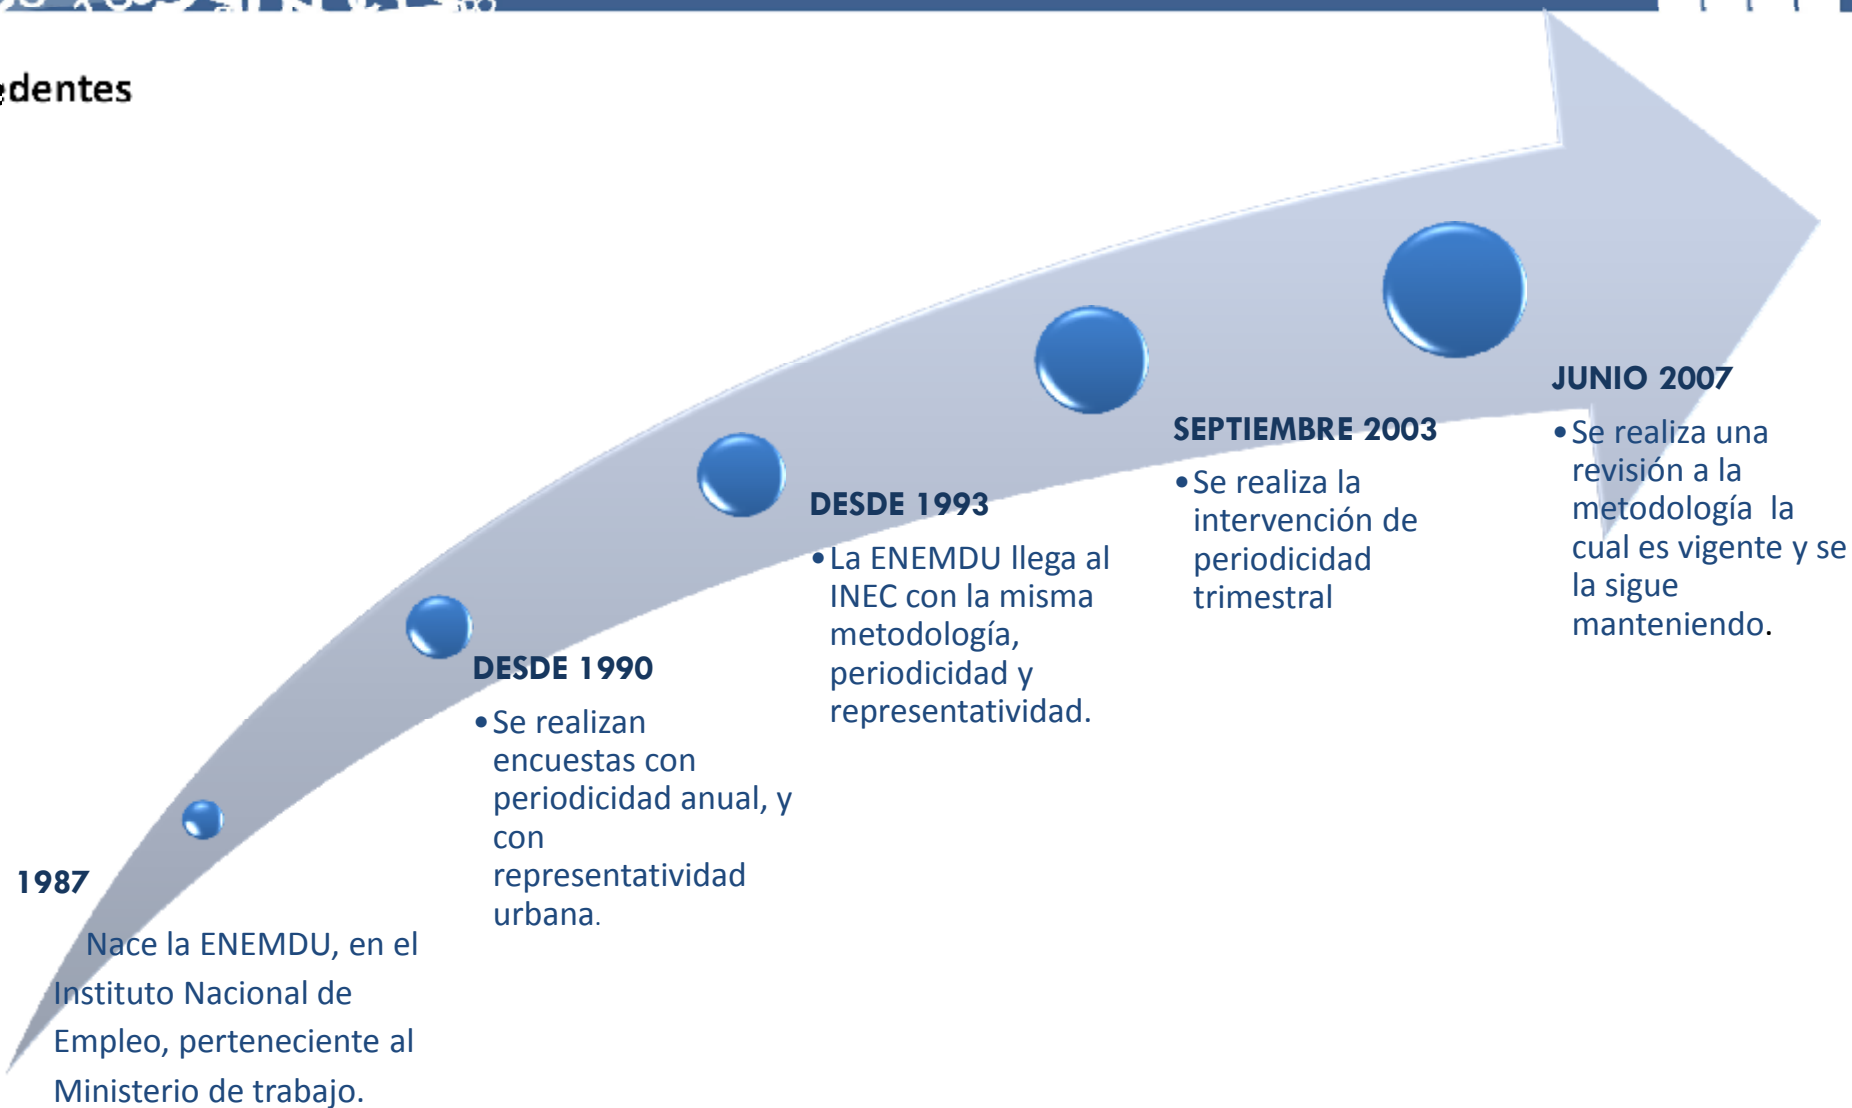 edentes
1987
Nace la ENEMDU, en el
Instituto Nacional de
Empleo, perteneciente al
Ministerio de trabajo.
DESDE 1990
•Se realizan
encuestas con
periodicidad anual, y
con
representatividad
urbana.
DESDE 1993
•La ENEMDU llega al
INEC con la misma
metodología,
periodicidad y
representatividad.
SEPTIEMBRE 2003
•Se realiza la
intervención de
periodicidad
trimestral
JUNIO 2007
•Se realiza una
revisión a la
metodología  la
cual es vigente y se
la sigue
manteniendo.